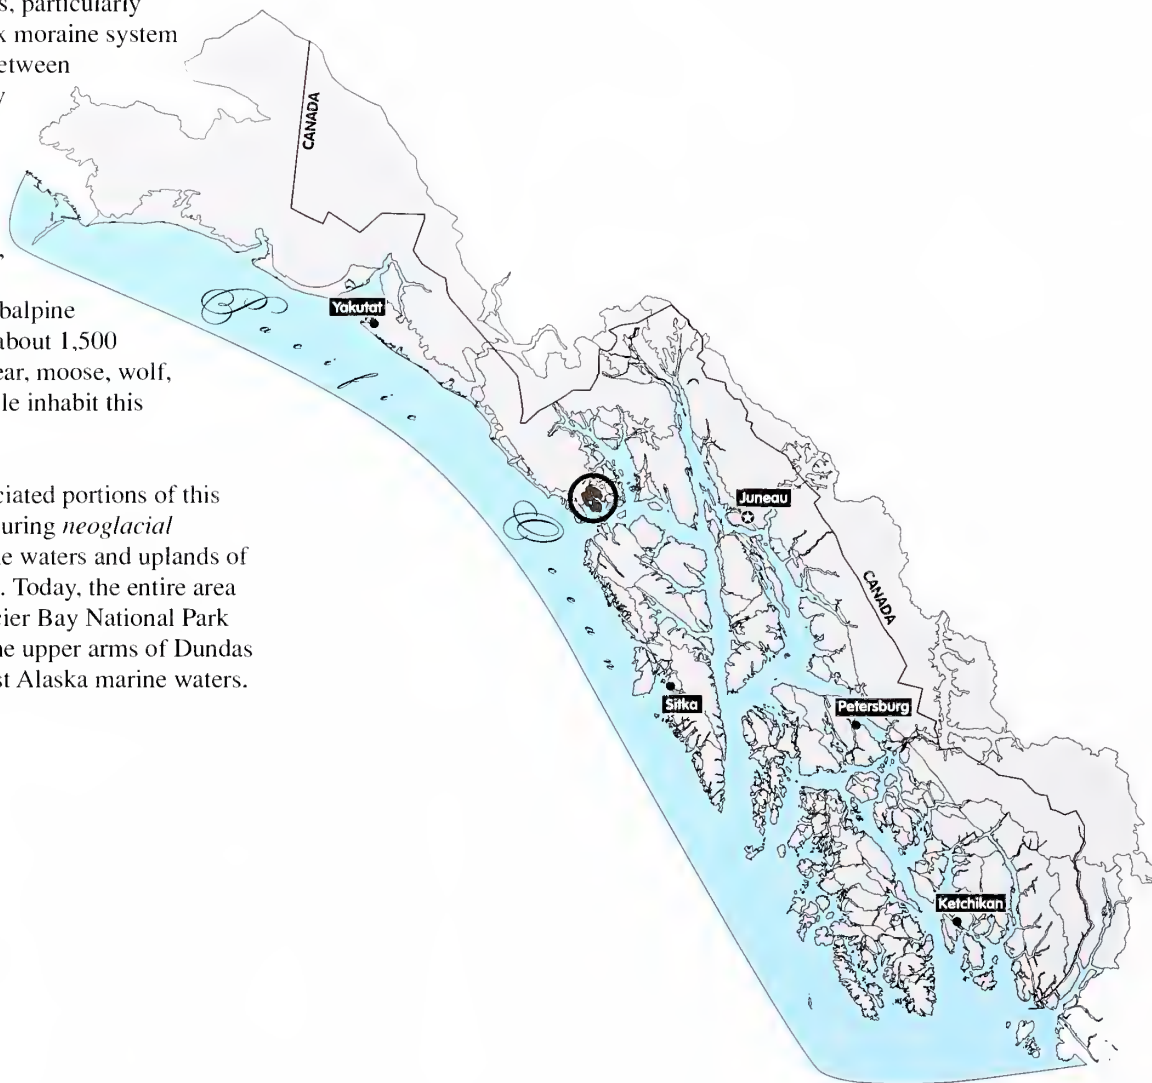 s, particularly
x moraine system
etween
y
,
balpine
about 1,500
ear, moose, wolf,
le inhabit this
ciated portions of this
uring neoglacial
e waters and uplands of
. Today, the entire area
cier Bay National Park
he upper arms of Dundas
st Alaska marine waters.
CANADA
Yakutat
Pacific Ocean
Juneau
CANADA
Sitka
Petersburg
Ketchikan